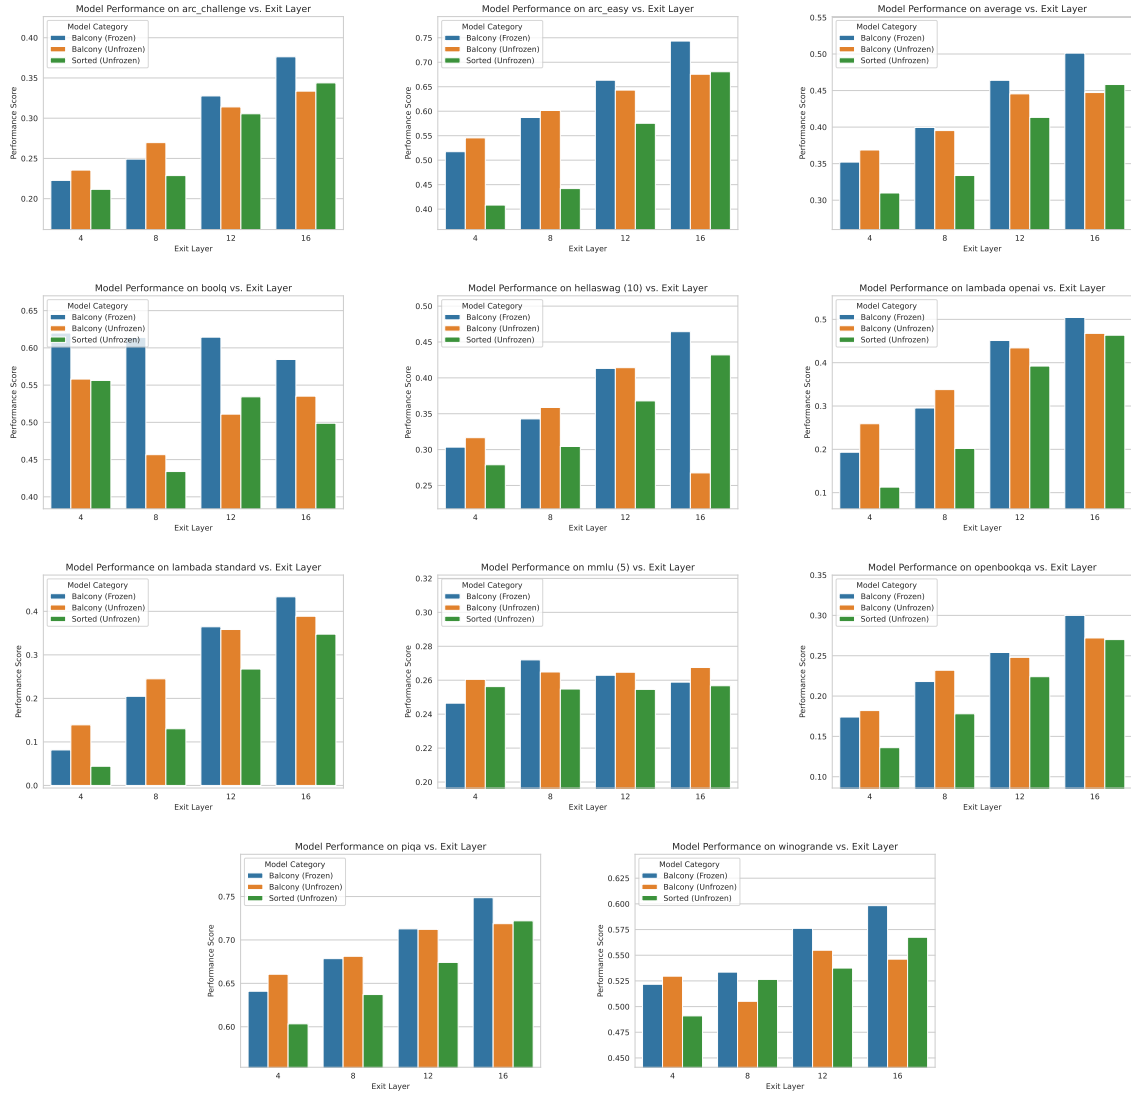 Model Performance on arc_challenge vs. Exit Layer
Model Category
Balcony (Frozen)
Balcony (Unfrozen)
Sorted (Unfrozen)
Performance Score
0.40
0.35
0.30
0.25
0.20
4 8 12 16
Exit Layer
Model Performance on arc_easy vs. Exit Layer
Model Category
Balcony (Frozen)
Balcony (Unfrozen)
Sorted (Unfrozen)
Performance Score
0.75
0.70
0.65
0.60
0.55
0.50
0.45
0.40
4 8 12 16
Exit Layer
Model Performance on average vs. Exit Layer
Model Category
Balcony (Frozen)
Balcony (Unfrozen)
Sorted (Unfrozen)
Performance Score
0.55
0.50
0.45
0.40
0.35
0.30
4 8 12 16
Exit Layer
Model Performance on boolq vs. Exit Layer
Model Category
Balcony (Frozen)
Balcony (Unfrozen)
Sorted (Unfrozen)
Performance Score
0.65
0.60
0.55
0.50
0.45
0.40
4 8 12 16
Exit Layer
Model Performance on hellaswag (10) vs. Exit Layer
Model Category
Balcony (Frozen)
Balcony (Unfrozen)
Sorted (Unfrozen)
Performance Score
0.50
0.45
0.40
0.35
0.30
0.25
4 8 12 16
Exit Layer
Model Performance on lambada openai vs. Exit Layer
Model Category
Balcony (Frozen)
Balcony (Unfrozen)
Sorted (Unfrozen)
Performance Score
0.5
0.4
0.3
0.2
0.1
4 8 12 16
Exit Layer
Model Performance on lambada standard vs. Exit Layer
Model Category
Balcony (Frozen)
Balcony (Unfrozen)
Sorted (Unfrozen)
Performance Score
0.4
0.3
0.2
0.1
0.0
4 8 12 16
Exit Layer
Model Performance on mmlu (5) vs. Exit Layer
Model Category
Balcony (Frozen)
Balcony (Unfrozen)
Sorted (Unfrozen)
Performance Score
0.32
0.30
0.28
0.26
0.24
0.22
0.20
4 8 12 16
Exit Layer
Model Performance on openbookqa vs. Exit Layer
Model Category
Balcony (Frozen)
Balcony (Unfrozen)
Sorted (Unfrozen)
Performance Score
0.35
0.30
0.25
0.20
0.15
0.10
4 8 12 16
Exit Layer
Model Performance on piqa vs. Exit Layer
Model Category
Balcony (Frozen)
Balcony (Unfrozen)
Sorted (Unfrozen)
Performance Score
0.75
0.70
0.65
0.60
4 8 12 16
Exit Layer
Model Performance on winogrande vs. Exit Layer
Model Category
Balcony (Frozen)
Balcony (Unfrozen)
Sorted (Unfrozen)
Performance Score
0.625
0.600
0.575
0.550
0.525
0.500
0.475
0.450
4 8 12 16
Exit Layer